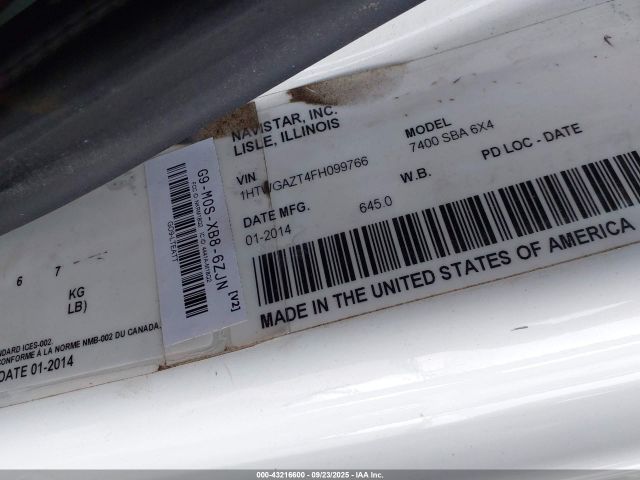 NAVISTAR, INC.
LISLE, ILLINOIS
VIN
1HTWGAZT4FH099766
MODEL
7400 SBA 6X4
DATE MFG.
01-2014
645.0
W.B.
PD LOC - DATE
MADE IN THE UNITED STATES OF AMERICA
G9-M0S-XB8-6ZJN
[V2]
6 7
KG
LB)
NDARD ICES-002.
CONFORME À LA NORME NMB-002 DU CANADA.
DATE 01-2014
000-43216600 - 09/23/2025 - IAA Inc.